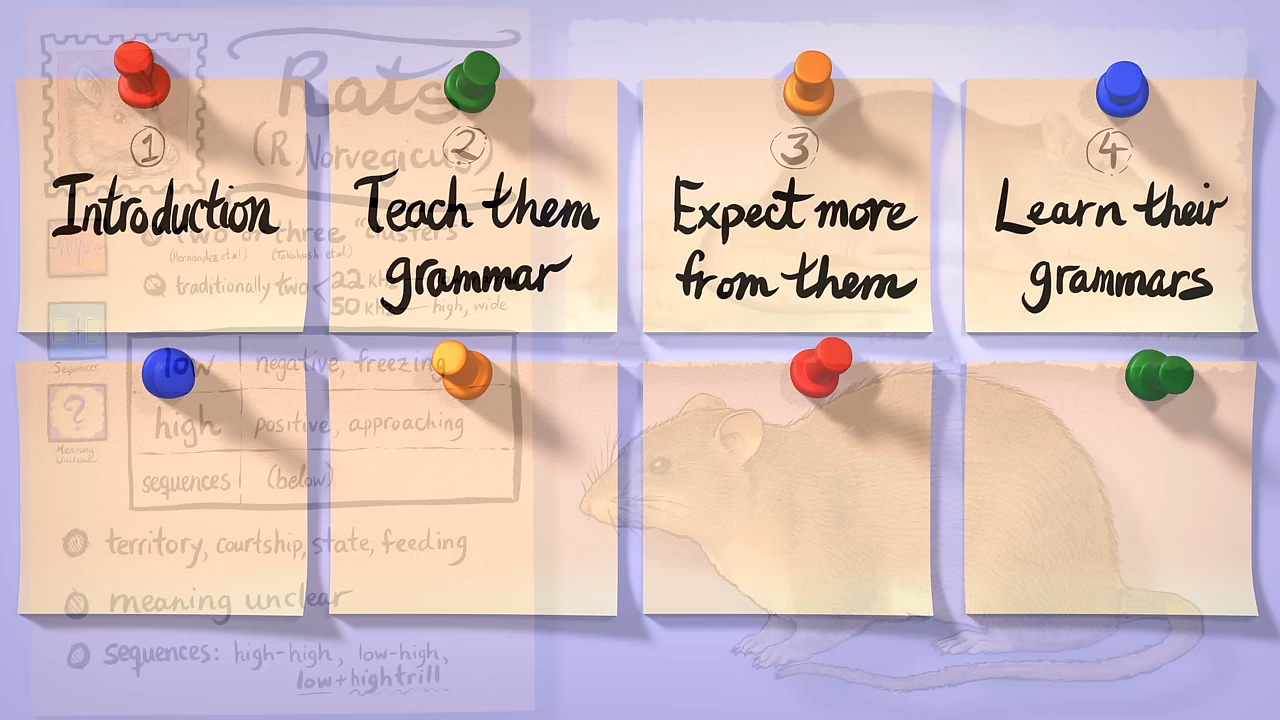 1
Introduction
2
Teach them
grammar
3
Expect more
from them
4
Learn their
grammars
Rats
(R Norvegicus)
two or three "clusters"
(Hernandez et al) (Takahashi et al)
traditionally two < 22 kHz
50 kHz — high, wide
low negative, freezing
high positive, approaching
sequences (below)
Sequences
?
Meaning
Unclear
territory, courtship, state, feeding
meaning unclear
sequences: high-high, low-high,
low+hightrill